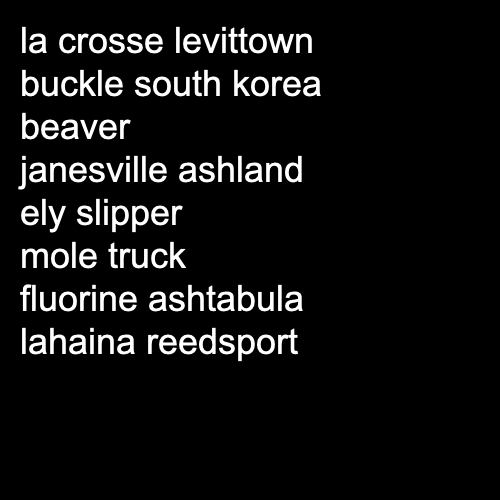 la crosse levittown
buckle south korea
beaver
janesville ashland
ely slipper
mole truck
fluorine ashtabula
lahaina reedsport